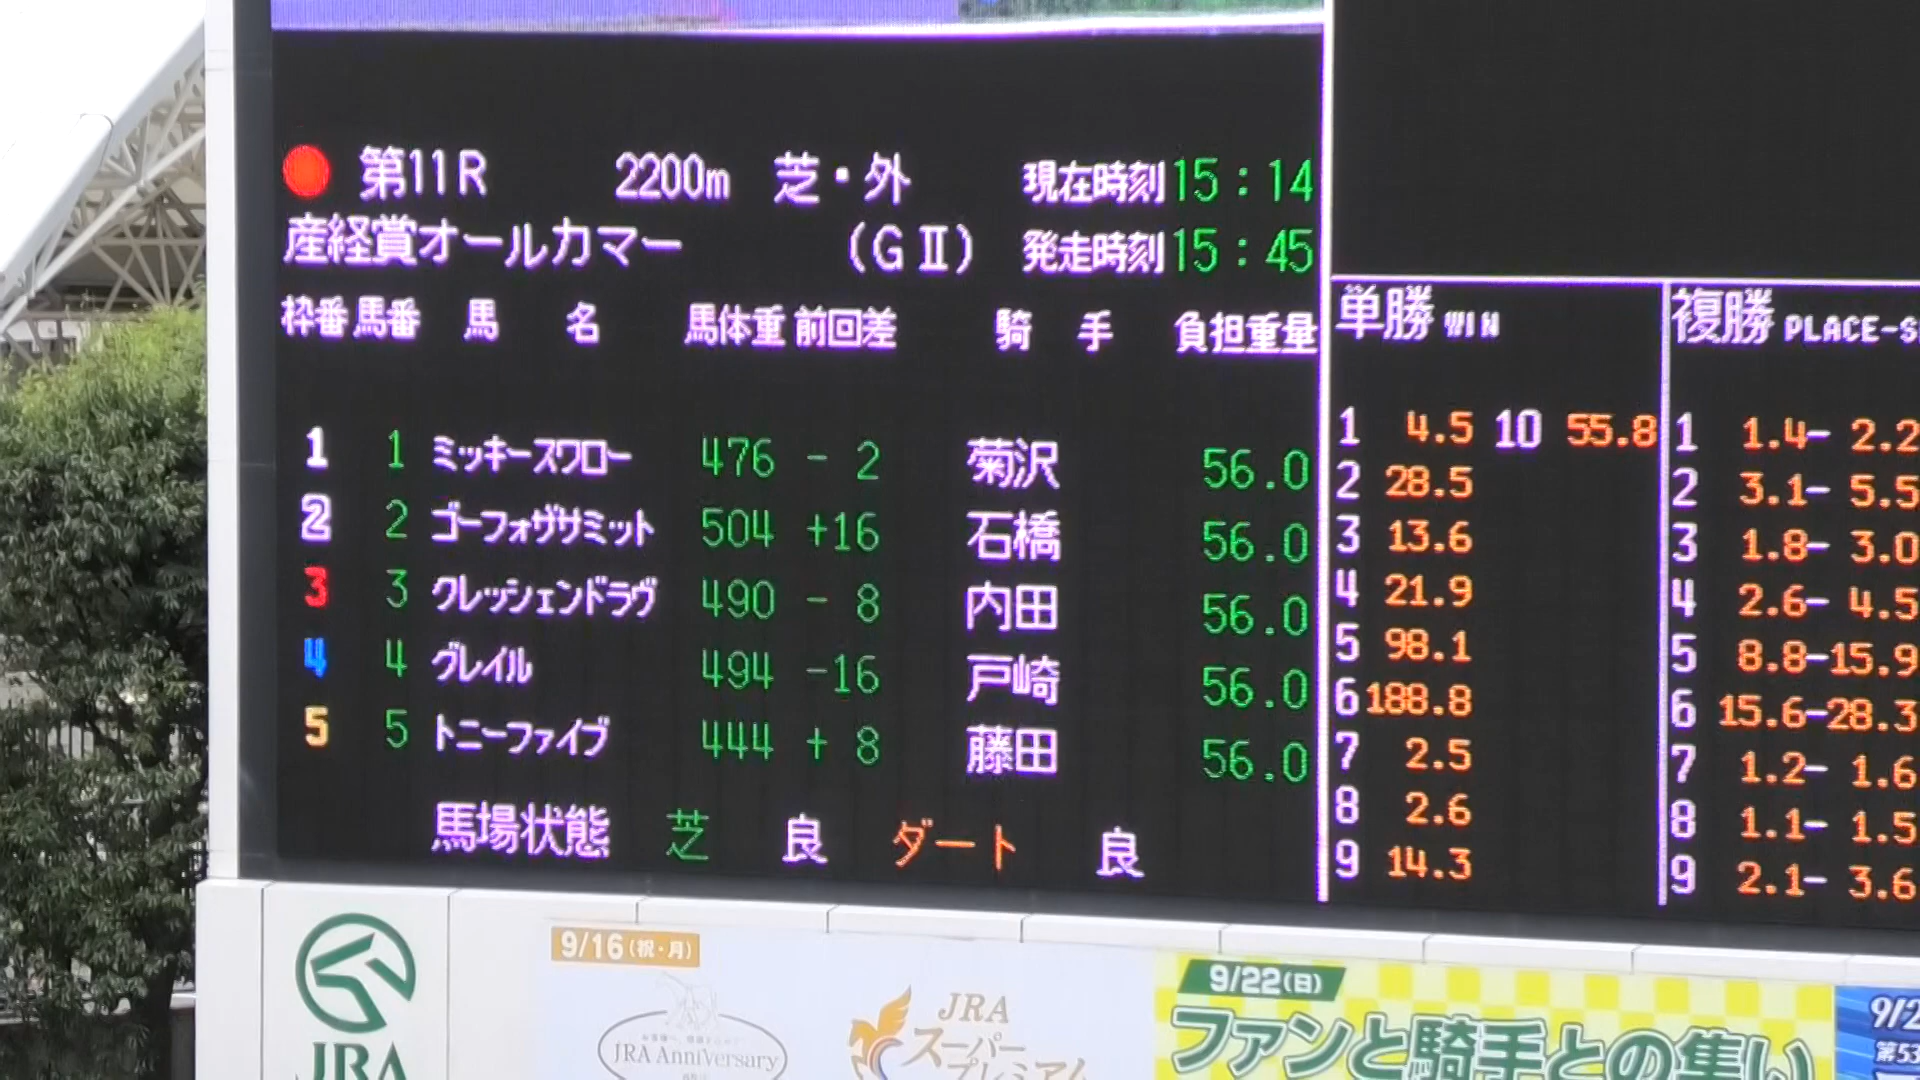 第11R 2200m 芝・外 現在時刻 15:14
産経賞オールカマー (GⅡ) 発走時刻 15:45
枠番 馬番 馬 名 馬体重 前回差 騎 手 負担重量
1 1 ミッキースワロー 476 - 2 菊沢 56.0
2 2 ゴーフォザサミット 504 +16 石橋 56.0
3 3 クレッシェンドラヴ 490 - 8 内田 56.0
4 4 グレイル 494 -16 戸崎 56.0
5 5 トニーファイブ 444 + 8 藤田 56.0
馬場状態 芝 良 ダート 良
単勝 WIN
1 4.5 10 55.8
2 28.5
3 13.6
4 21.9
5 98.1
6 188.8
7 2.5
8 2.6
9 14.3
複勝 PLACE-S
1 1.4- 2.2
2 3.1- 5.5
3 1.8- 3.0
4 2.6- 4.5
5 8.8-15.9
6 15.6-28.3
7 1.2- 1.6
8 1.1- 1.5
9 2.1- 3.6
JRA
9/16(祝・月)
JRA Anniversary
JRA
スーパー
プレミアム
9/22(日)
ファンと騎手との集い
9/2
第53